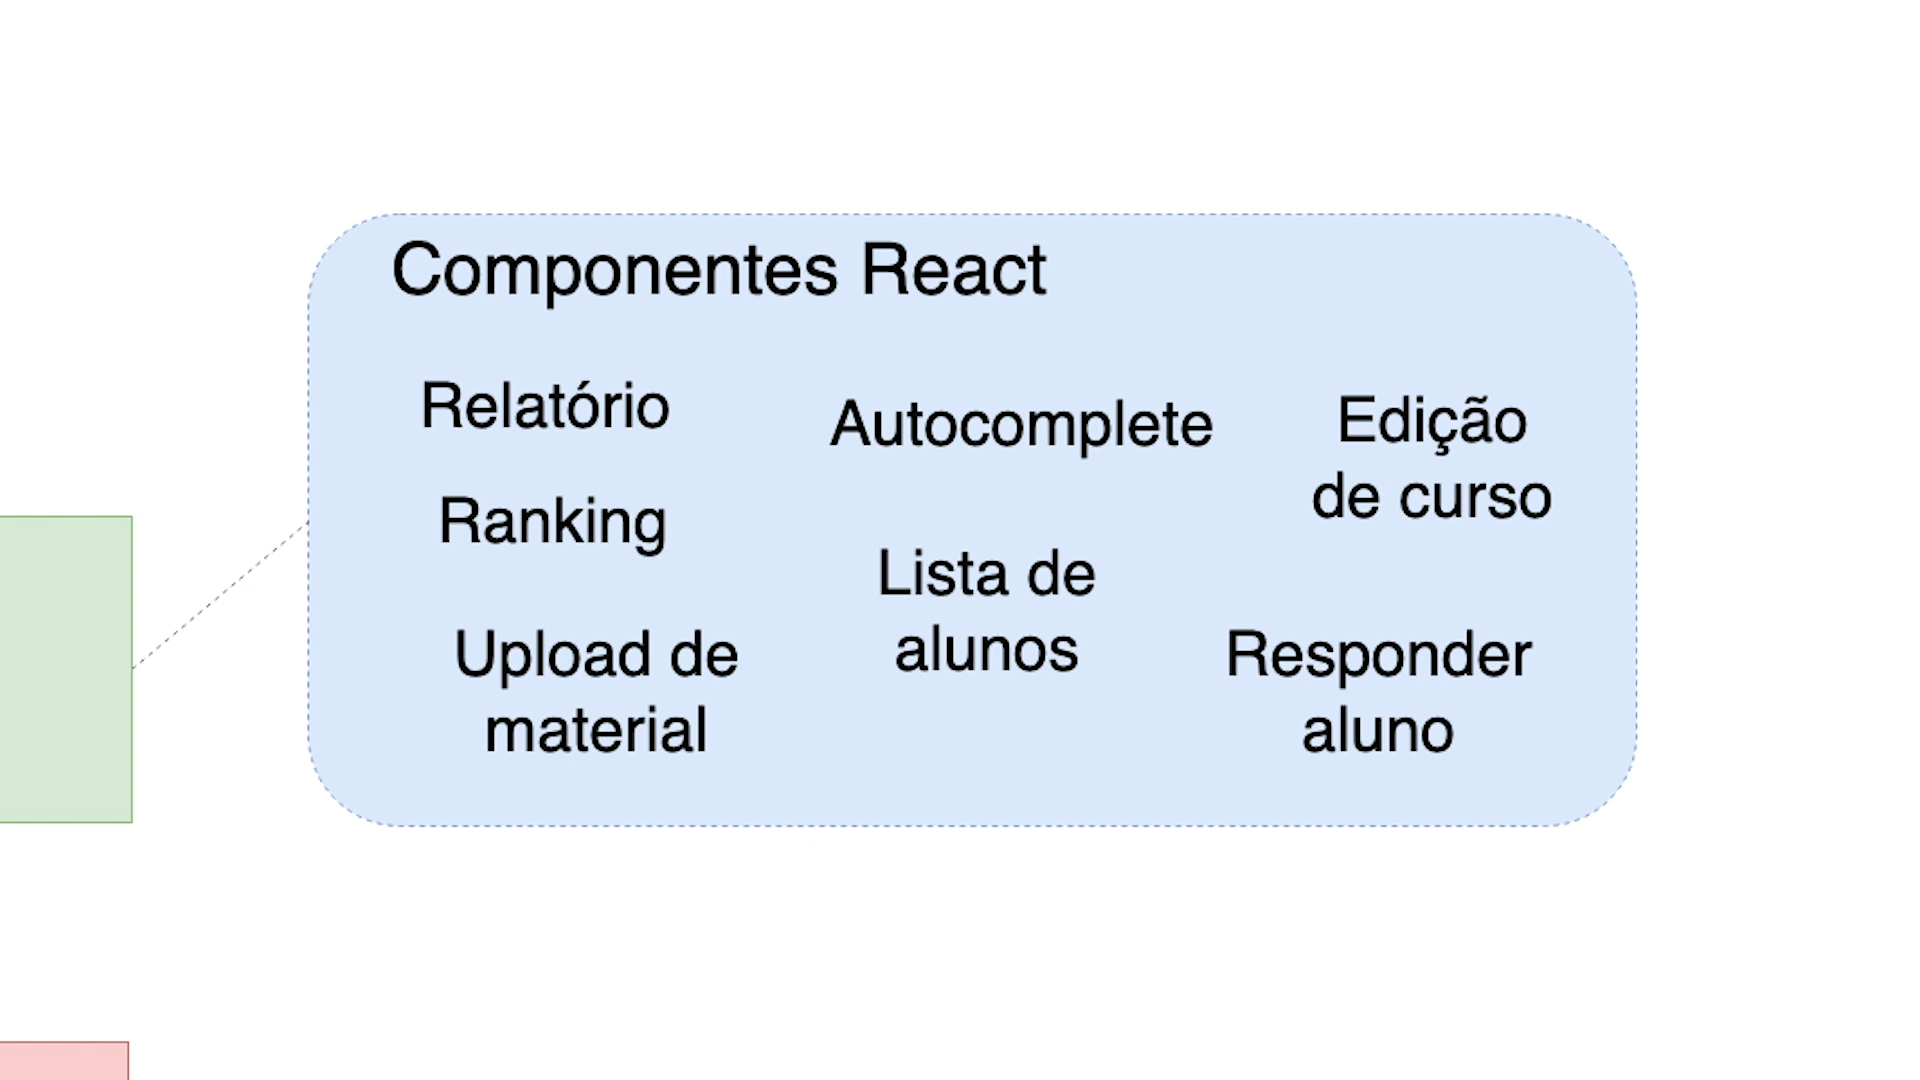 Componentes React
Relatório
Autocomplete
Edição
de curso
Ranking
Lista de
alunos
Upload de
material
Responder
aluno